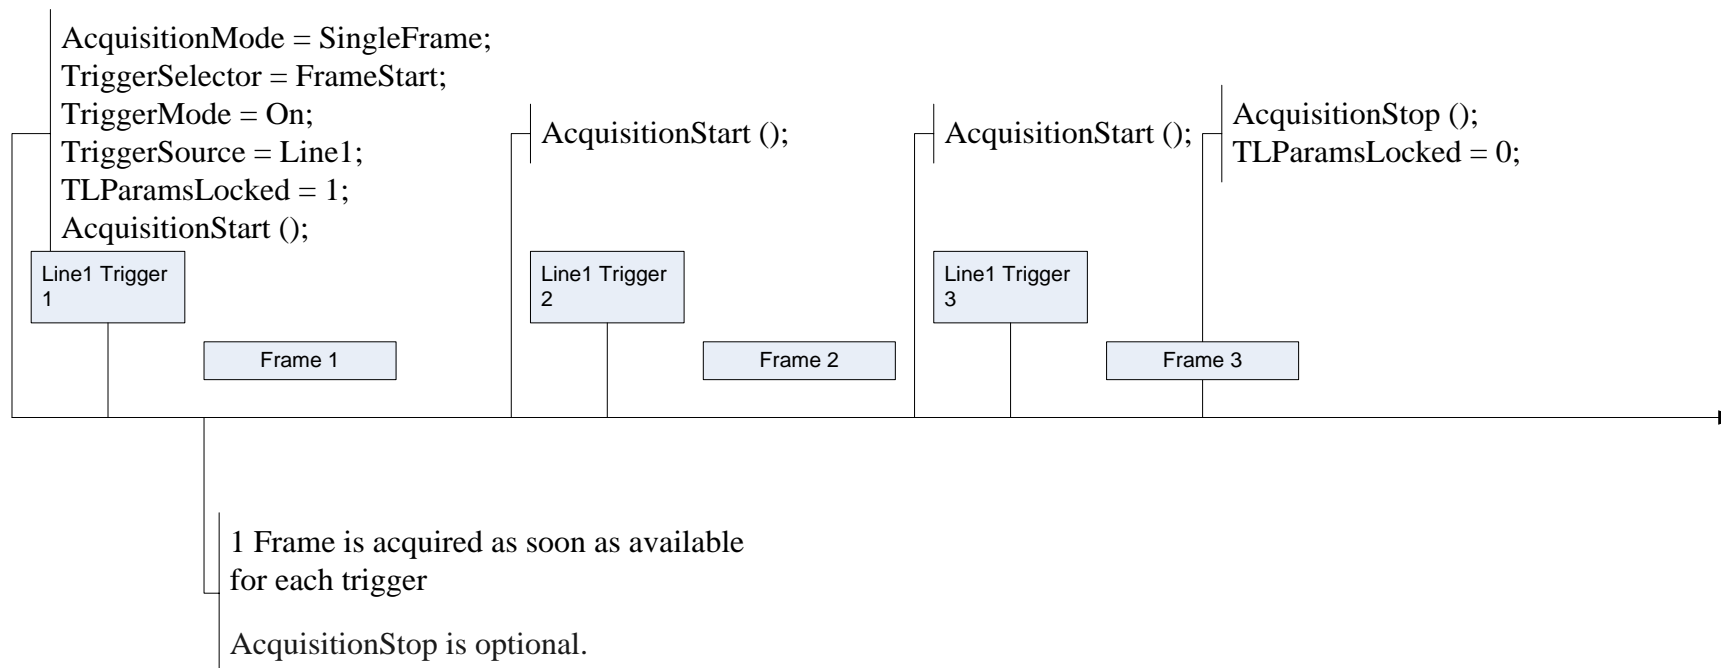 AcquisitionMode = SingleFrame;
TriggerSelector = FrameStart;
TriggerMode = On;
TriggerSource = Line1;
TLParamsLocked = 1;
AcquisitionStart ();
AcquisitionStart ();
AcquisitionStart ();
AcquisitionStop ();
TLParamsLocked = 0;
Line1 Trigger
1
Line1 Trigger
2
Line1 Trigger
3
Frame 1
Frame 2
Frame 3
1 Frame is acquired as soon as available
for each trigger
AcquisitionStop is optional.